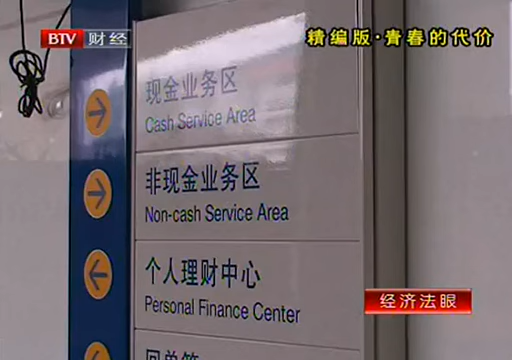 BTV 财经
精编版·青春的代价
现金业务区
Cash Service Area
非现金业务区
Non-cash Service Area
个人理财中心
Personal Finance Center
经济法眼